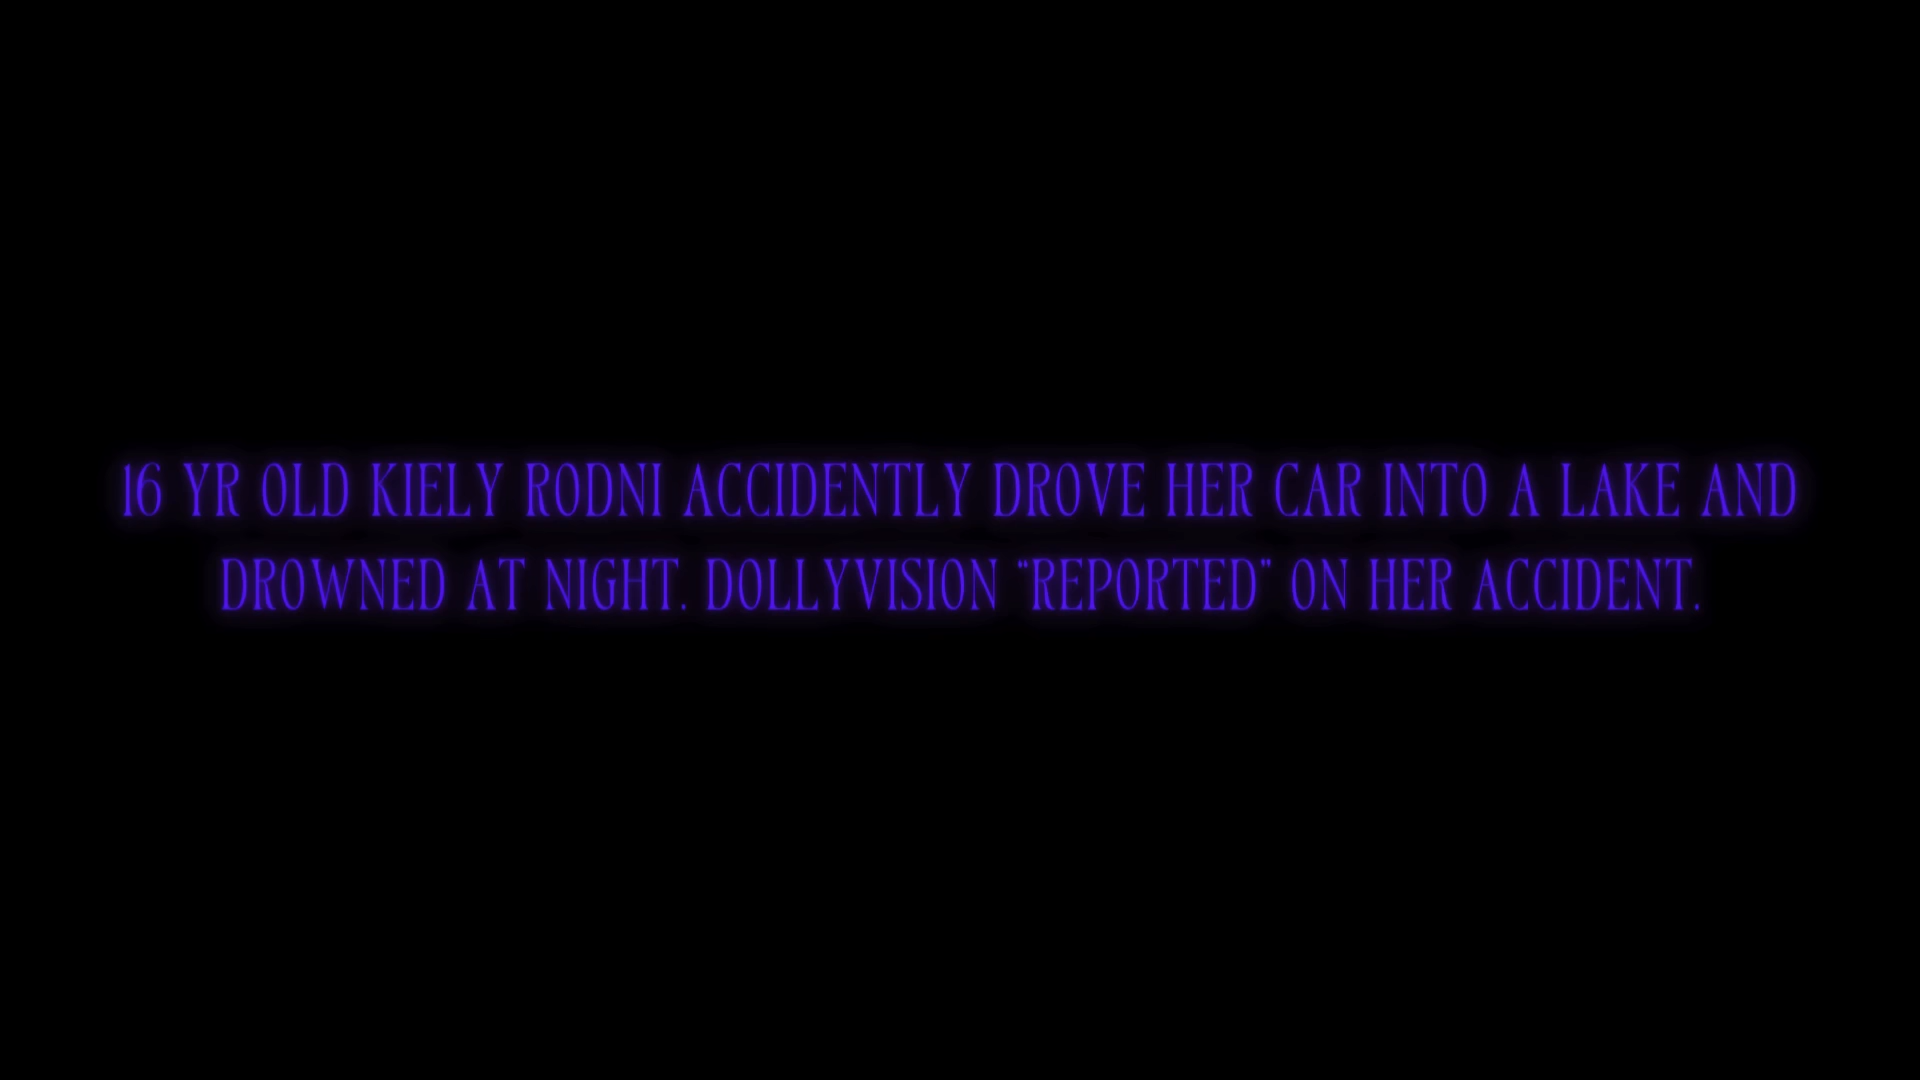 16 YR OLD KIELY RODNI ACCIDENTLY DROVE HER CAR INTO A LAKE AND
DROWNED AT NIGHT. DOLLYVISION "REPORTED" ON HER ACCIDENT.